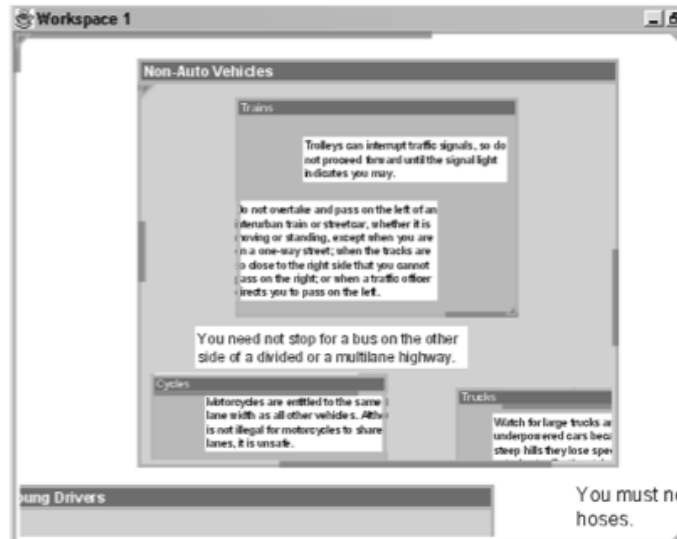 Workspace 1
Non-Auto Vehicles
Trains
Trolleys can interrupt traffic signals, so do
not proceed forward until the signal light
indicates you may.
not overtake and pass on the left of an
train or streetcar, whether it is
or standing, except when you are
a one-way street; when the tracks are
close to the right side that you cannot
on the right; or when a traffic officer
you to pass on the left.
You need not stop for a bus on the other
side of a divided or a multilane highway.
Cycles
Motorcycles are entitled to the same
lane width as all other vehicles.
is not illegal for motorcycles to share
lanes, it is unsafe.
Trucks
Watch for large trucks
underpowered cars
steep hills they lose
Drivers
You must
hoses.